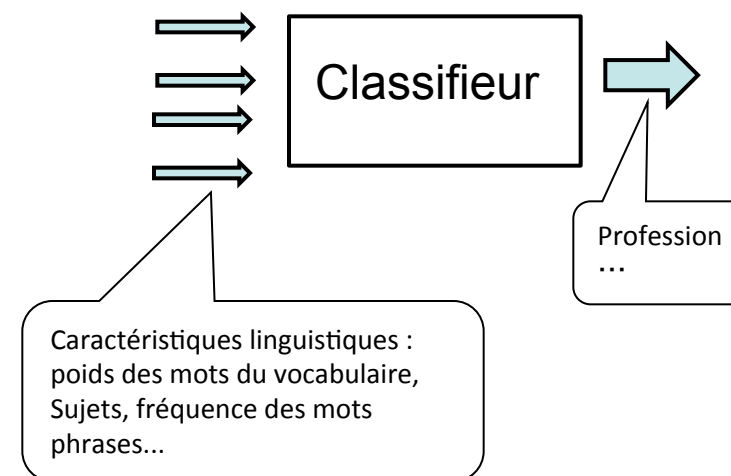 Classifieur
Profession
...
Caractéristiques linguistiques :
poids des mots du vocabulaire,
Sujets, fréquence des mots
phrases...